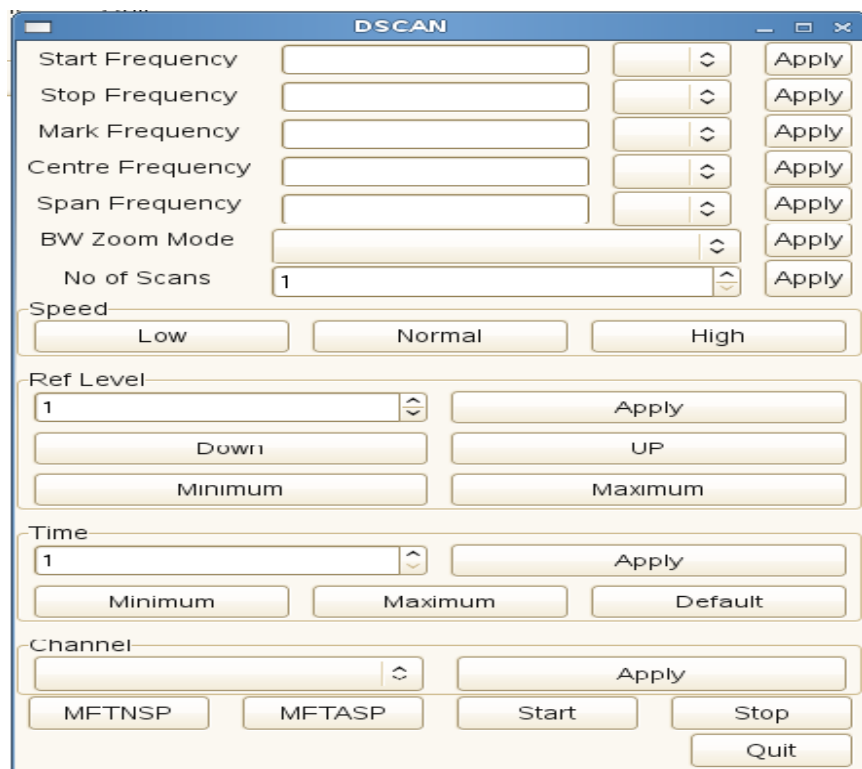 DSCAN
Start Frequency Apply
Stop Frequency Apply
Mark Frequency Apply
Centre Frequency Apply
Span Frequency Apply
BW Zoom Mode Apply
No of Scans 1 Apply
Speed
Low Normal High
Ref Level
1 Apply
Down UP
Minimum Maximum
Time
1 Apply
Minimum Maximum Default
Channel
Apply
MFTNSP MFTASP Start Stop
Quit